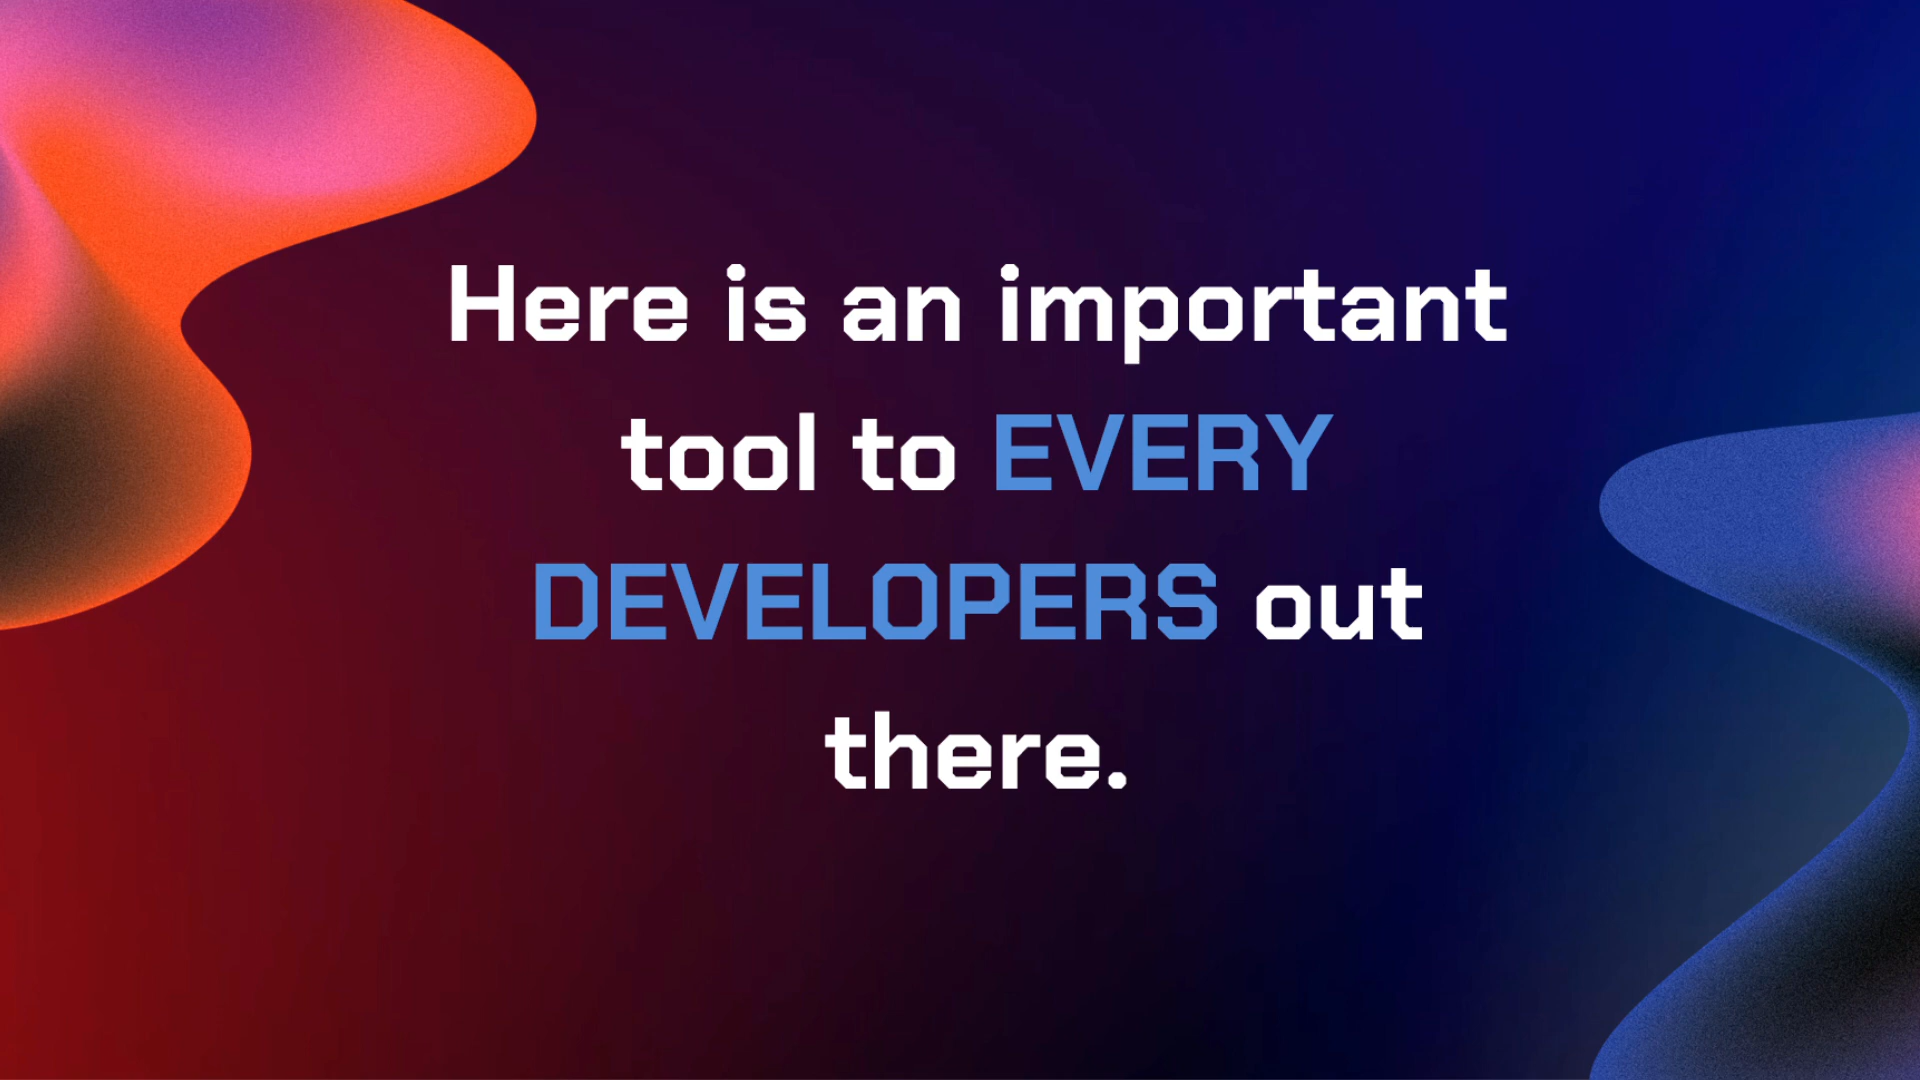 Here is an important
tool to EVERY
DEVELOPERS out
there.